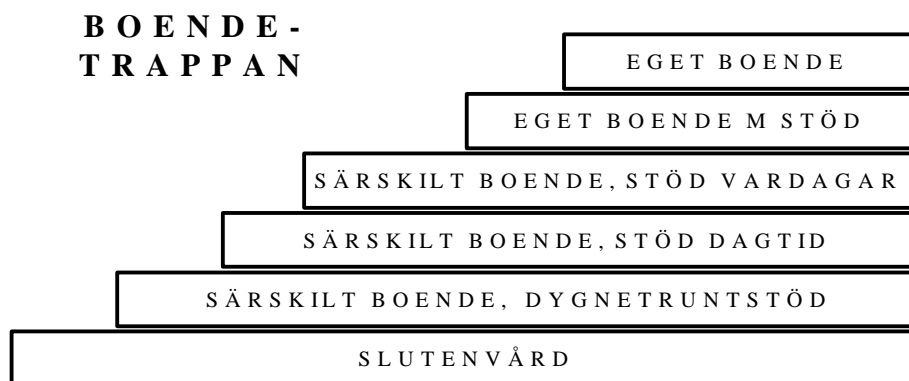 BOENDE-
TRAPPAN
EGET BOENDE
EGET BOENDE M STÖD
SÄRSKILT BOENDE, STÖD VARDAGAR
SÄRSKILT BOENDE, STÖD DAGTID
SÄRSKILT BOENDE, DYGNETRUNTSTÖD
SLUTENVÅRD